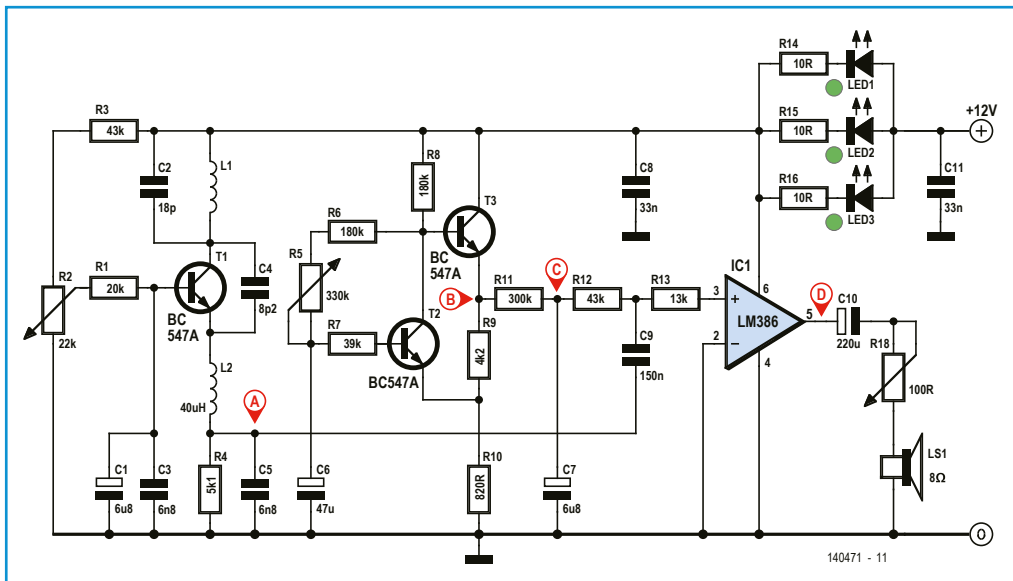 R14
10R
LED1
+12V
R3
43k
R15
10R
LED2
C2
18p
L1
R8
180k
C8
33n
R16
10R
LED3
C11
33n
T3
R6
180k
BC
547A
T1
R5
330k
C4
8p2
R2
22k
R1
20k
BC
547A
C
B
R11
300k
R12
43k
R13
13k
IC1
3
+
6
LM386
2
–
4
5
D
C10
220u
R18
100R
R7
39k
T2
BC547A
R9
4k2
C9
150n
L2
40uH
A
LS1
8Ω
C1
6u8
C3
6n8
R4
5k1
C5
6n8
C6
47u
R10
820R
C7
6u8
0
140471 - 11